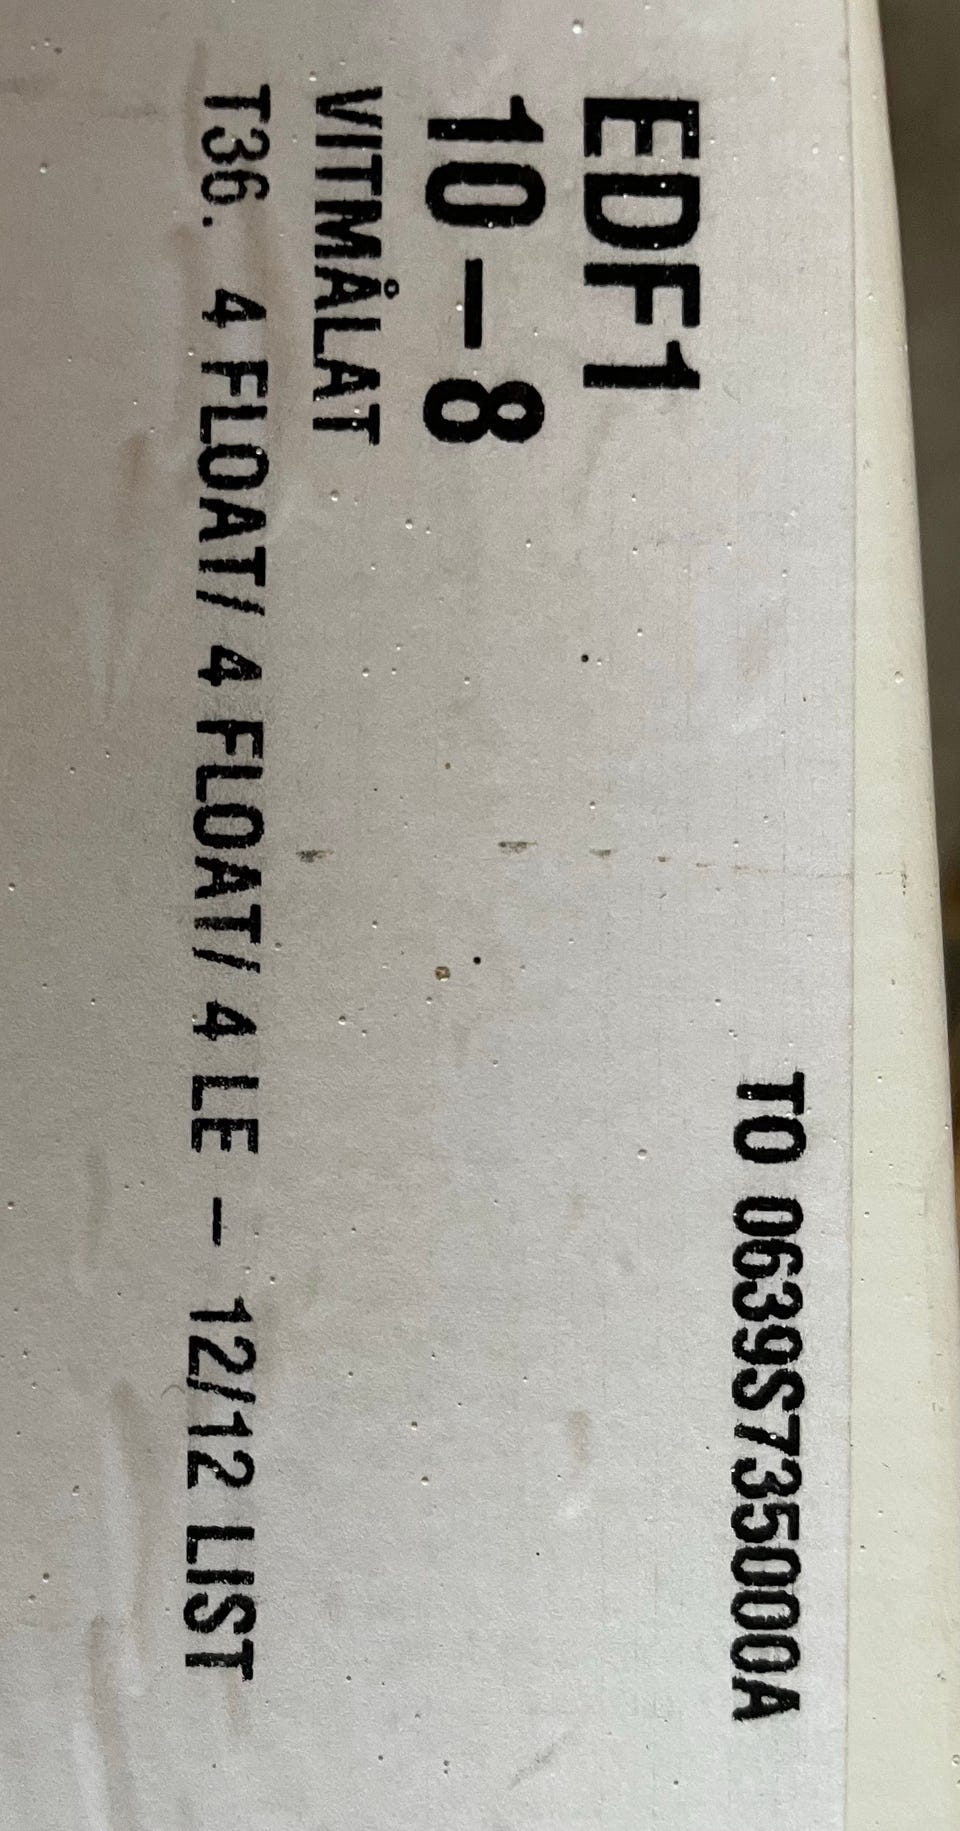 TO 0639S735000A
EDF1
10-8
VITMÅLAT
T36. 4 FLOAT/ 4 FLOAT/ 4 LE - 12/12 LIST